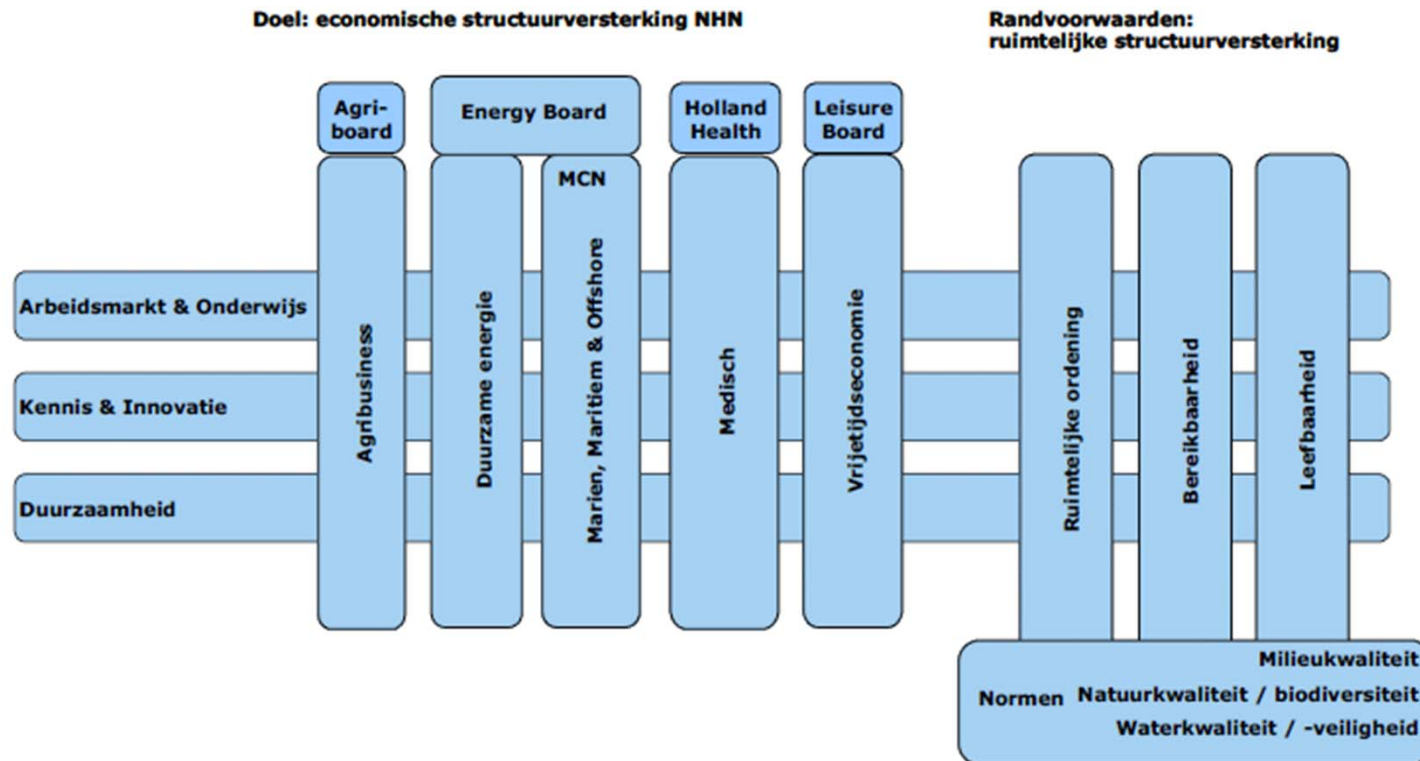 Doel: economische structuurversterking NHN
Randvoorwaarden:
ruimtelijke structuurversterking
Agri-
board
Energy Board
Holland
Health
Leisure
Board
MCN
Arbeidsmarkt & Onderwijs
Kennis & Innovatie
Duurzaamheid
Agribusiness
Duurzame energie
Marien, Maritiem & Offshore
Medisch
Vrijetijdseconomie
Ruimtelijke ordening
Bereikbaarheid
Leefbaarheid
Normen
Milieukwaliteit
Natuurkwaliteit / biodiversiteit
Waterkwaliteit / -veiligheid